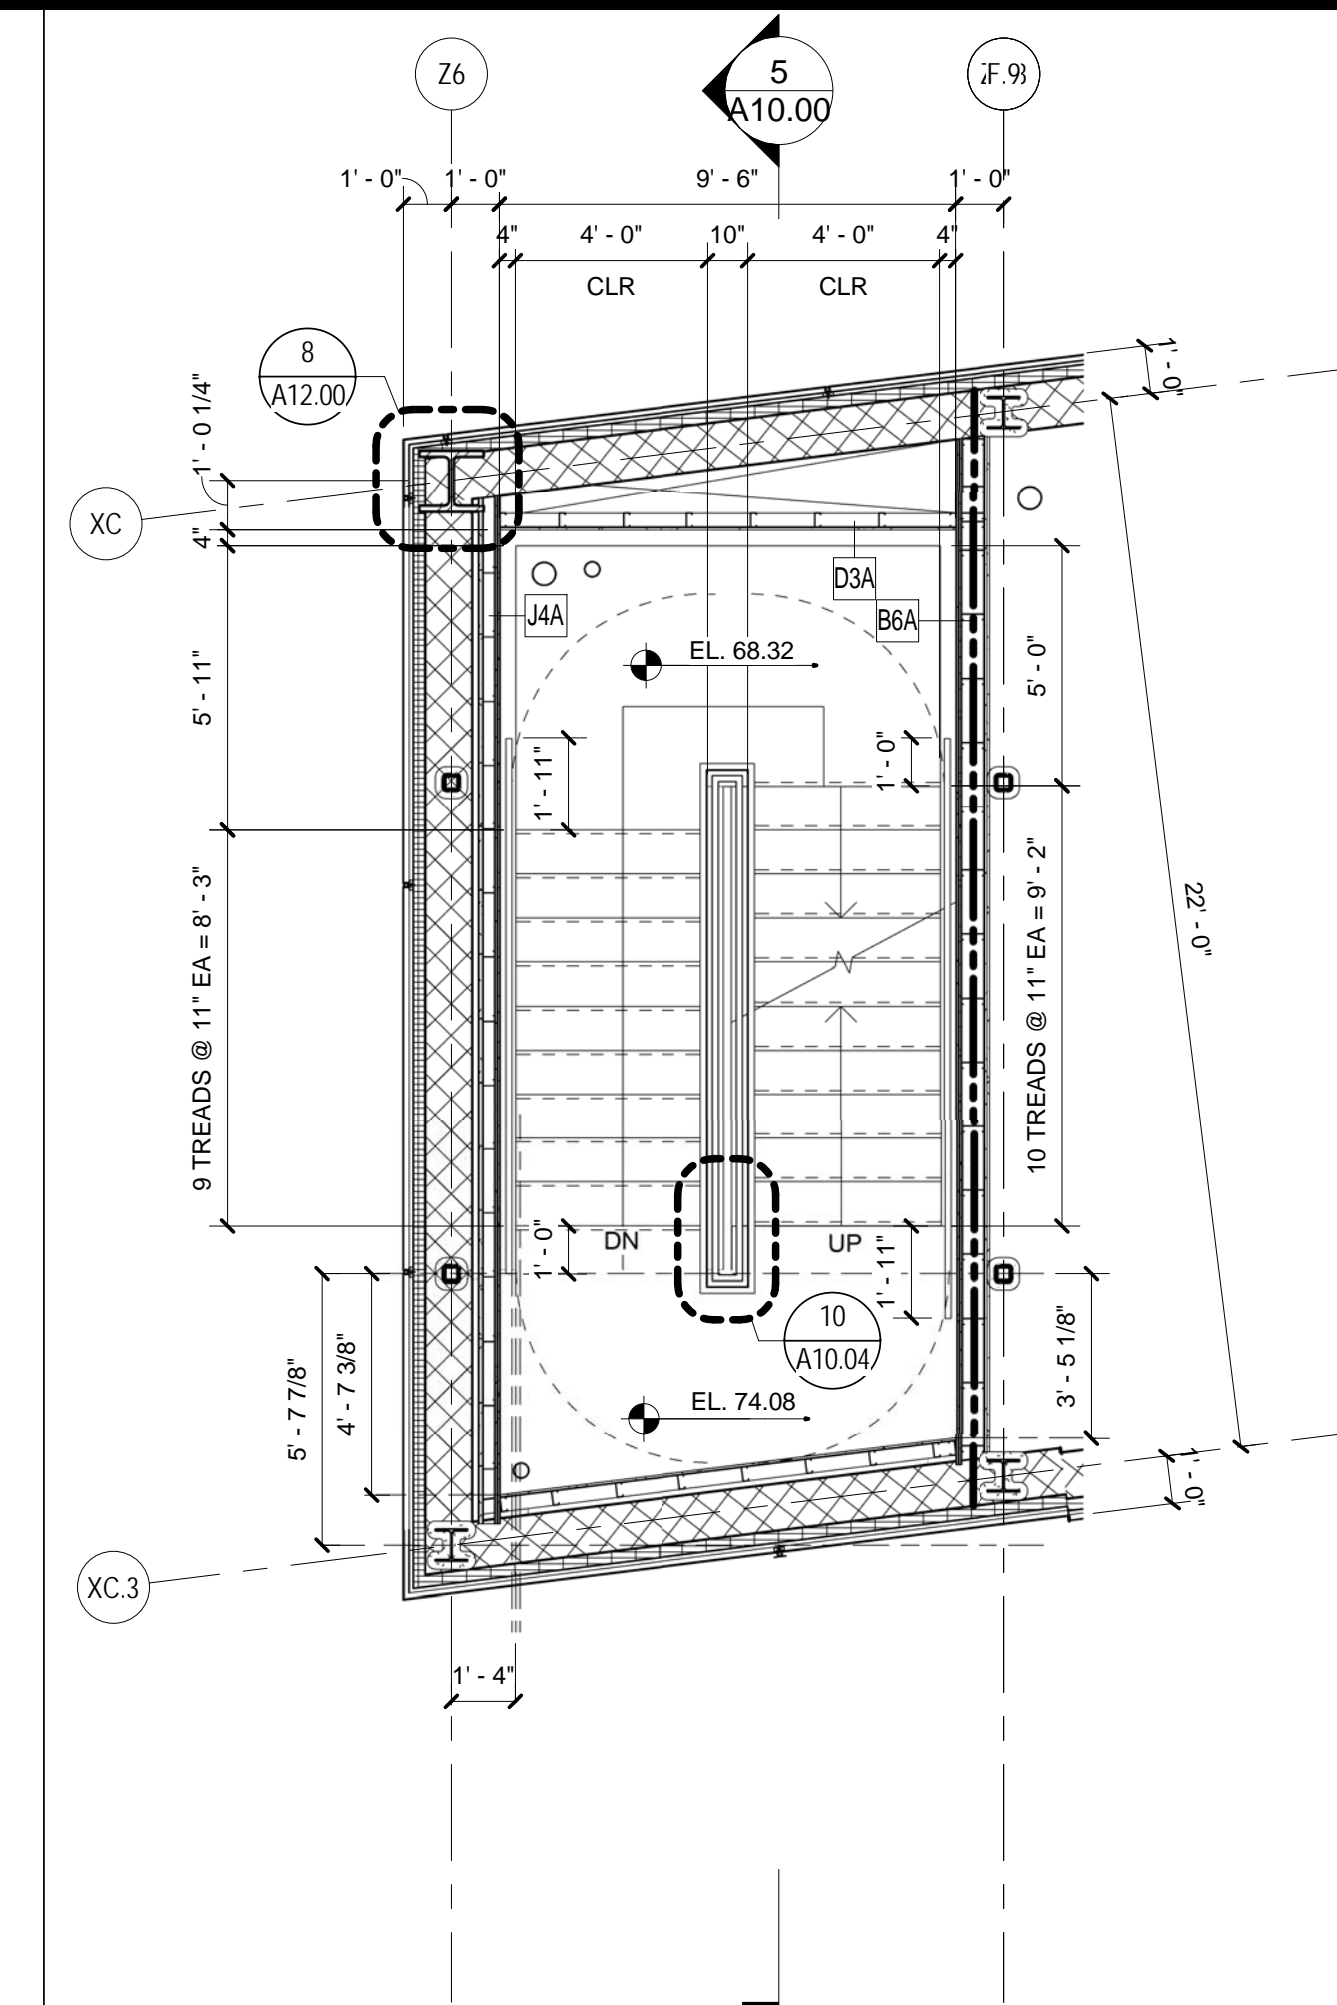 Z6
5
A10.00
1' - 0"
1' - 0"
9' - 6"
1' - 0"
4"
4' - 0"
10"
4' - 0"
4"
CLR
CLR
8
A12.00
1' - 0"
1' - 0 1/4"
XC
4"
D3A
J4A
B6A
EL. 68.32
5' - 11"
5' - 0"
1' - 11"
1' - 0"
9 TREADS @ 11" EA = 8' - 3"
10 TREADS @ 11" EA = 9' - 2"
22' - 0"
DN
UP
1' - 0"
1' - 11"
10
A10.04
5' - 7 7/8"
4' - 7 3/8"
3' - 5 1/8"
EL. 74.08
1' - 0"
XC.3
1' - 4"